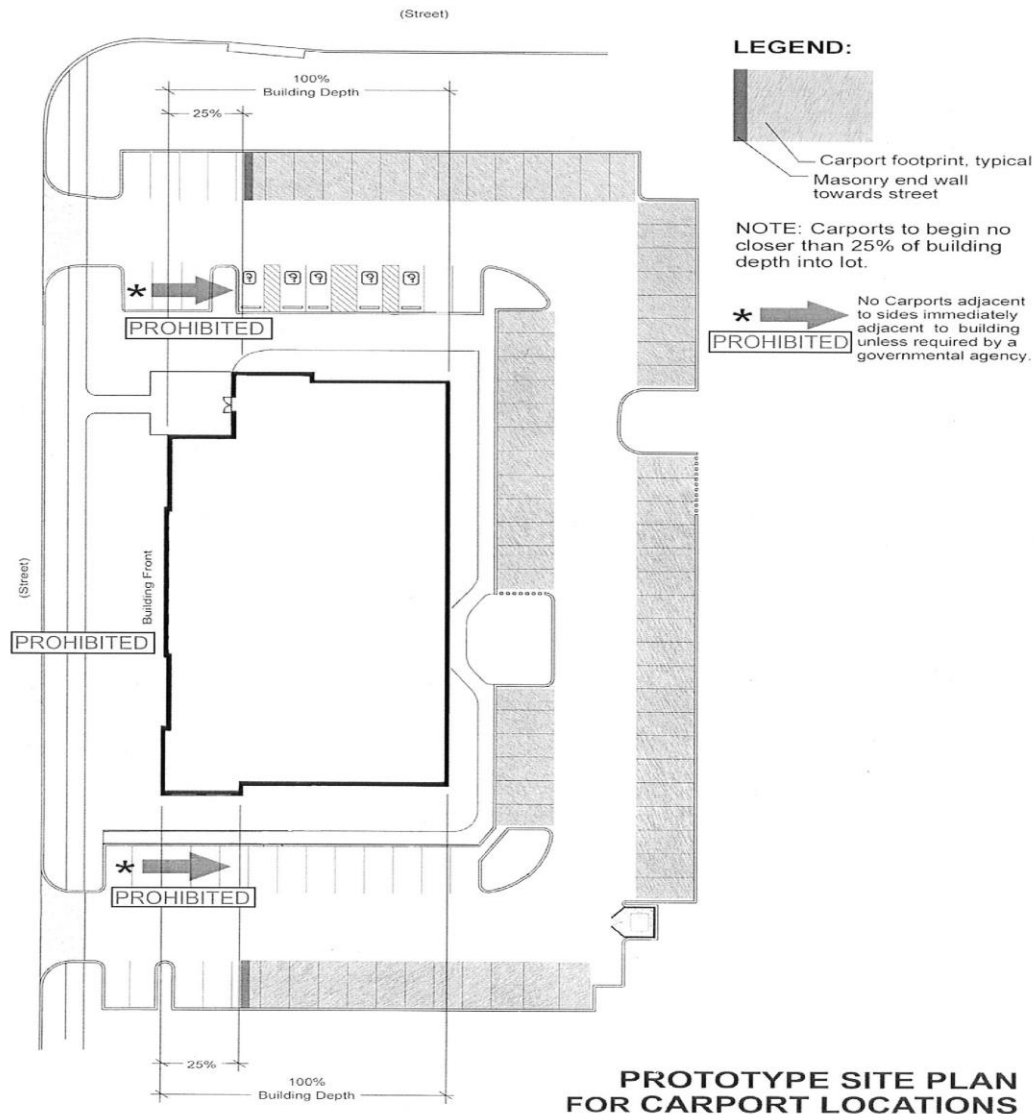 (Street)
100%
Building Depth
25%
LEGEND:
Carport footprint, typical
Masonry end wall
towards street
NOTE: Carports to begin no
closer than 25% of building
depth into lot.
*
PROHIBITED
No Carports adjacent
to sides immediately
adjacent to building
unless required by a
governmental agency.
*
PROHIBITED
(Street)
Building Front
PROHIBITED
*
PROHIBITED
25%
100%
Building Depth
PROTOTYPE SITE PLAN
FOR CARPORT LOCATIONS